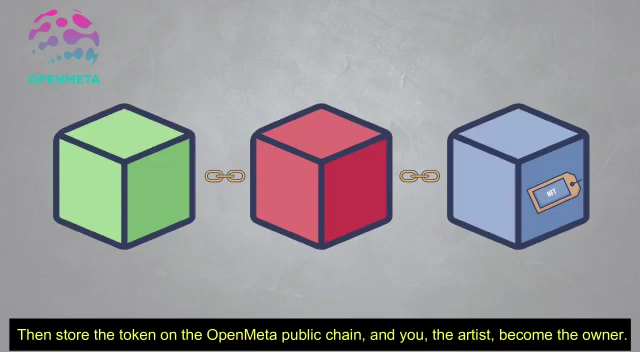 OPENMETA
NFT
Then store the token on the OpenMeta public chain, and you, the artist, become the owner.